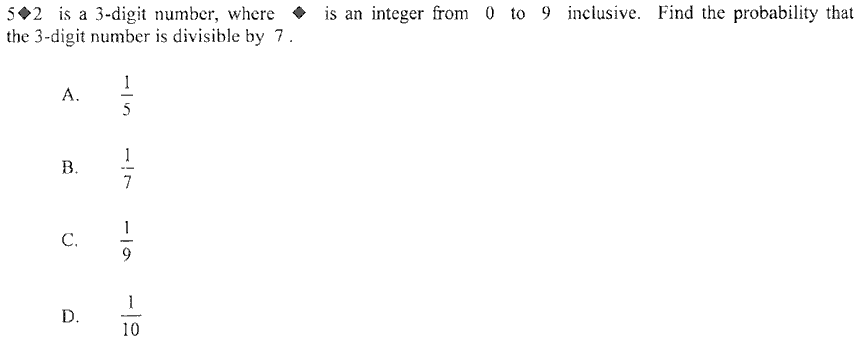 5◆2 is a 3-digit number, where ◆ is an integer from 0 to 9 inclusive. Find the probability that
the 3-digit number is divisible by 7 .
A. 1/5
B. 1/7
C. 1/9
D. 1/10